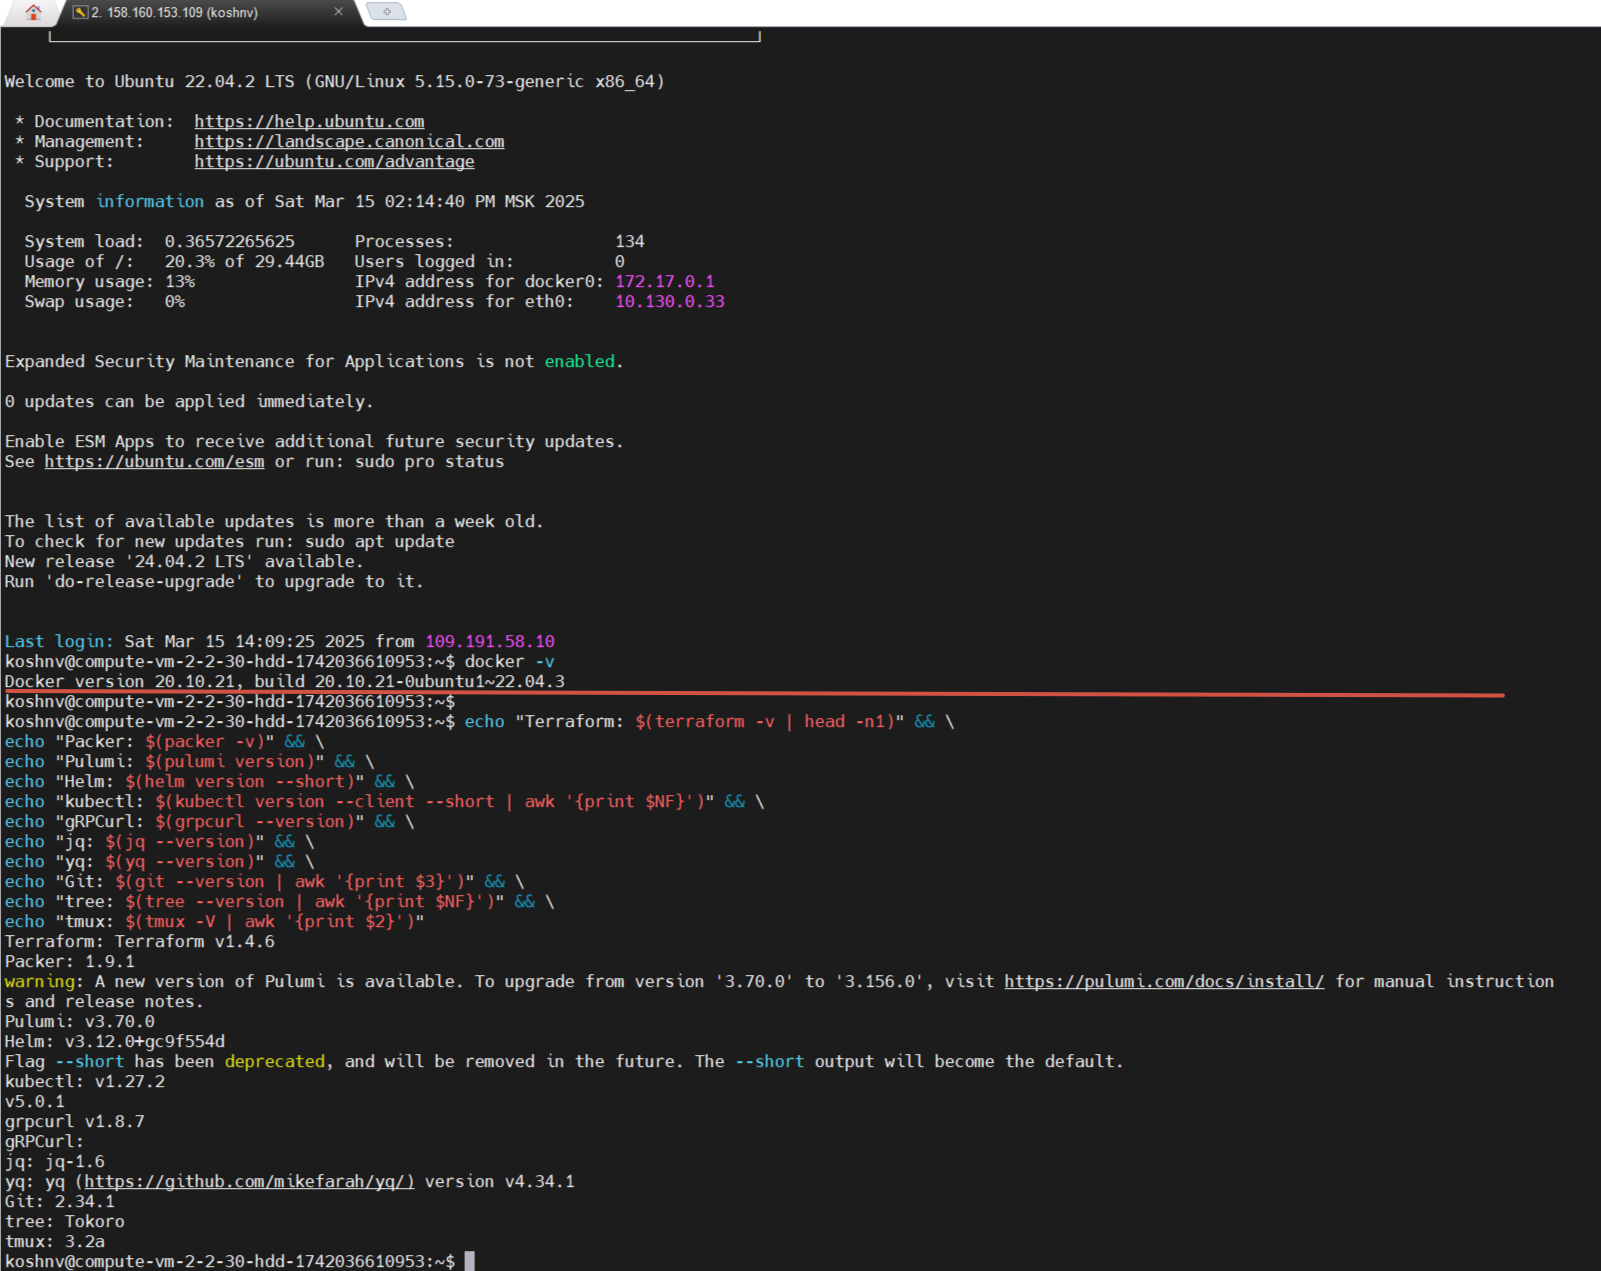 2. 158.160.153.109 (koshnv)
Welcome to Ubuntu 22.04.2 LTS (GNU/Linux 5.15.0-73-generic x86_64)
* Documentation:  https://help.ubuntu.com
* Management:     https://landscape.canonical.com
* Support:        https://ubuntu.com/advantage
System information as of Sat Mar 15 02:14:40 PM MSK 2025
System load:  0.36572265625      Processes:                134
Usage of /:   20.3% of 29.44GB   Users logged in:          0
Memory usage: 13%                IPv4 address for docker0: 172.17.0.1
Swap usage:   0%                 IPv4 address for eth0:    10.130.0.33
Expanded Security Maintenance for Applications is not enabled.
0 updates can be applied immediately.
Enable ESM Apps to receive additional future security updates.
See https://ubuntu.com/esm or run: sudo pro status
The list of available updates is more than a week old.
To check for new updates run: sudo apt update
New release '24.04.2 LTS' available.
Run 'do-release-upgrade' to upgrade to it.
Last login: Sat Mar 15 14:09:25 2025 from 109.191.58.10
koshnv@compute-vm-2-2-30-hdd-1742036610953:~$ docker -v
Docker version 20.10.21, build 20.10.21-0ubuntu1~22.04.3
koshnv@compute-vm-2-2-30-hdd-1742036610953:~$
koshnv@compute-vm-2-2-30-hdd-1742036610953:~$ echo "Terraform: $(terraform -v | head -n1)" && \
echo "Packer: $(packer -v)" && \
echo "Pulumi: $(pulumi version)" && \
echo "Helm: $(helm version --short)" && \
echo "kubectl: $(kubectl version --client --short | awk '{print $NF}')" && \
echo "gRPCurl: $(grpcurl --version)" && \
echo "jq: $(jq --version)" && \
echo "yq: $(yq --version)" && \
echo "Git: $(git --version | awk '{print $3}')" && \
echo "tree: $(tree --version | awk '{print $NF}')" && \
echo "tmux: $(tmux -V | awk '{print $2}')"
Terraform: Terraform v1.4.6
Packer: 1.9.1
warning: A new version of Pulumi is available. To upgrade from version '3.70.0' to '3.156.0', visit https://pulumi.com/docs/install/ for manual instruction
s and release notes.
Pulumi: v3.70.0
Helm: v3.12.0+gc9f554d
Flag --short has been deprecated, and will be removed in the future. The --short output will become the default.
kubectl: v1.27.2
v5.0.1
grpcurl v1.8.7
gRPCurl:
jq: jq-1.6
yq: yq (https://github.com/mikefarah/yq/) version v4.34.1
Git: 2.34.1
tree: Tokoro
tmux: 3.2a
koshnv@compute-vm-2-2-30-hdd-1742036610953:~$